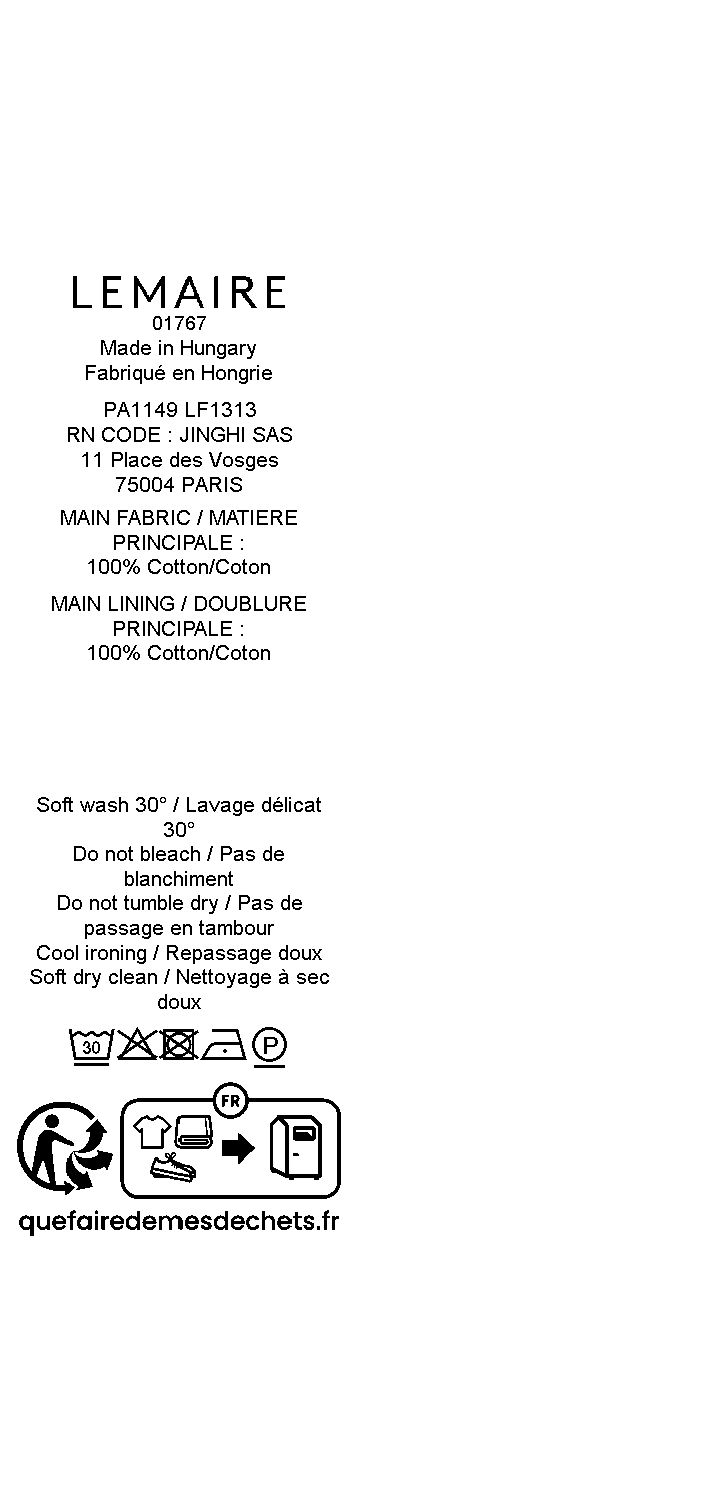 LEMAIRE
01767
Made in Hungary
Fabriqué en Hongrie
PA1149 LF1313
RN CODE : JINGHI SAS
11 Place des Vosges
75004 PARIS
MAIN FABRIC / MATIERE
PRINCIPALE :
100% Cotton/Coton
MAIN LINING / DOUBLURE
PRINCIPALE :
100% Cotton/Coton
Soft wash 30° / Lavage délicat
30°
Do not bleach / Pas de
blanchiment
Do not tumble dry / Pas de
passage en tambour
Cool ironing / Repassage doux
Soft dry clean / Nettoyage à sec
doux
30 P
FR
quefairedemesdechets.fr